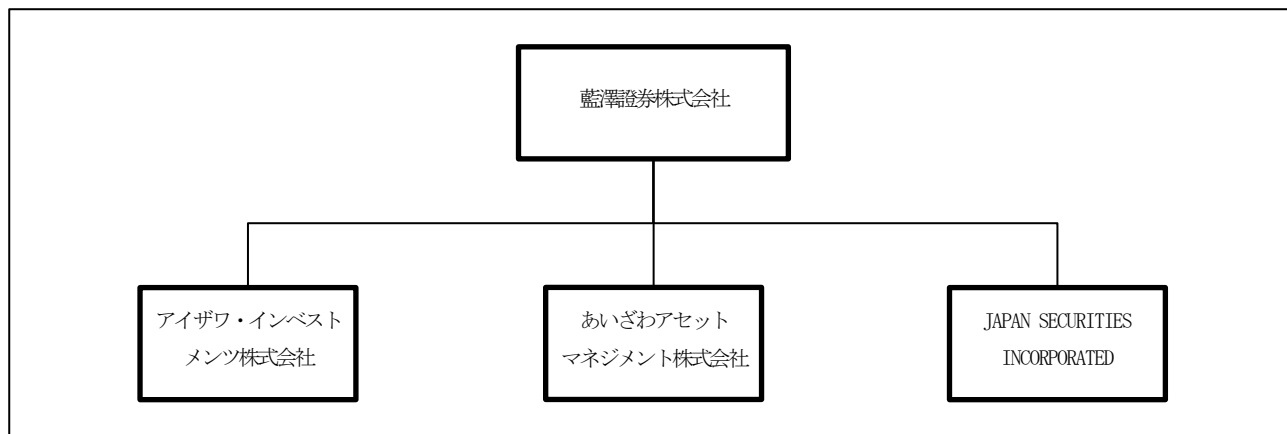 藍澤證券株式会社
アイザワ・インベスト
メンツ株式会社
あいざわアセット
マネジメント株式会社
JAPAN SECURITIES
INCORPORATED